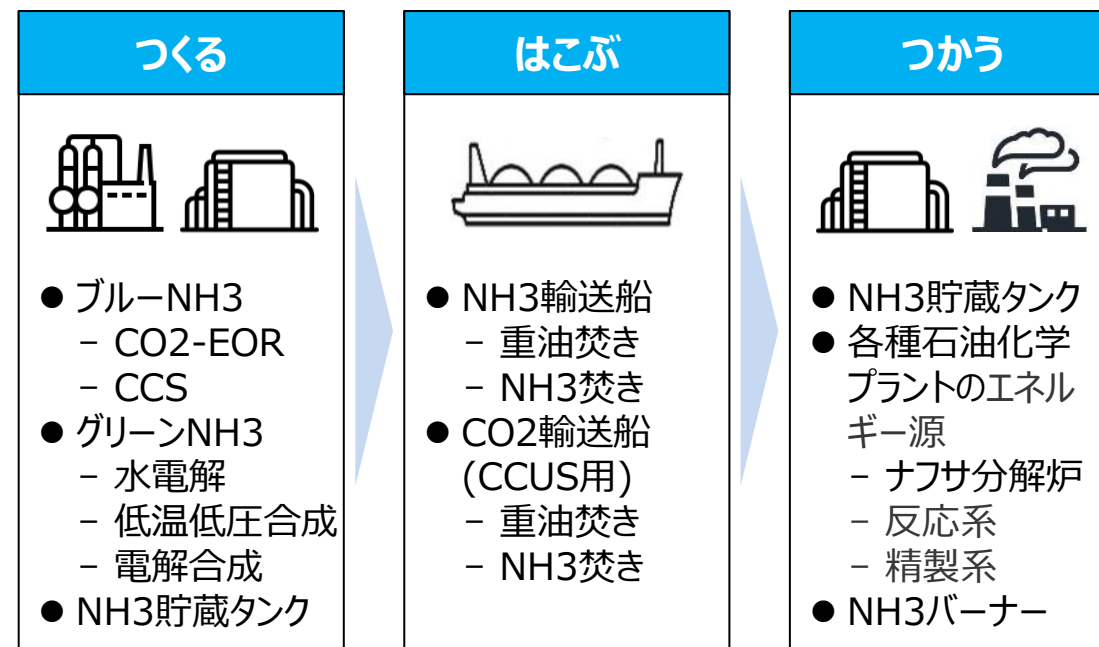 つくる
ブルーNH3
CO2-EOR
CCS
グリーンNH3
水電解
低温低圧合成
電解合成
NH3貯蔵タンク
はこぶ
NH3輸送船
重油焚き
NH3焚き
CO2輸送船
(CCUS用)
重油焚き
NH3焚き
つかう
NH3貯蔵タンク
各種石油化学
プラントのエネル
ギー源
ナフサ分解炉
反応系
精製系
NH3バーナー